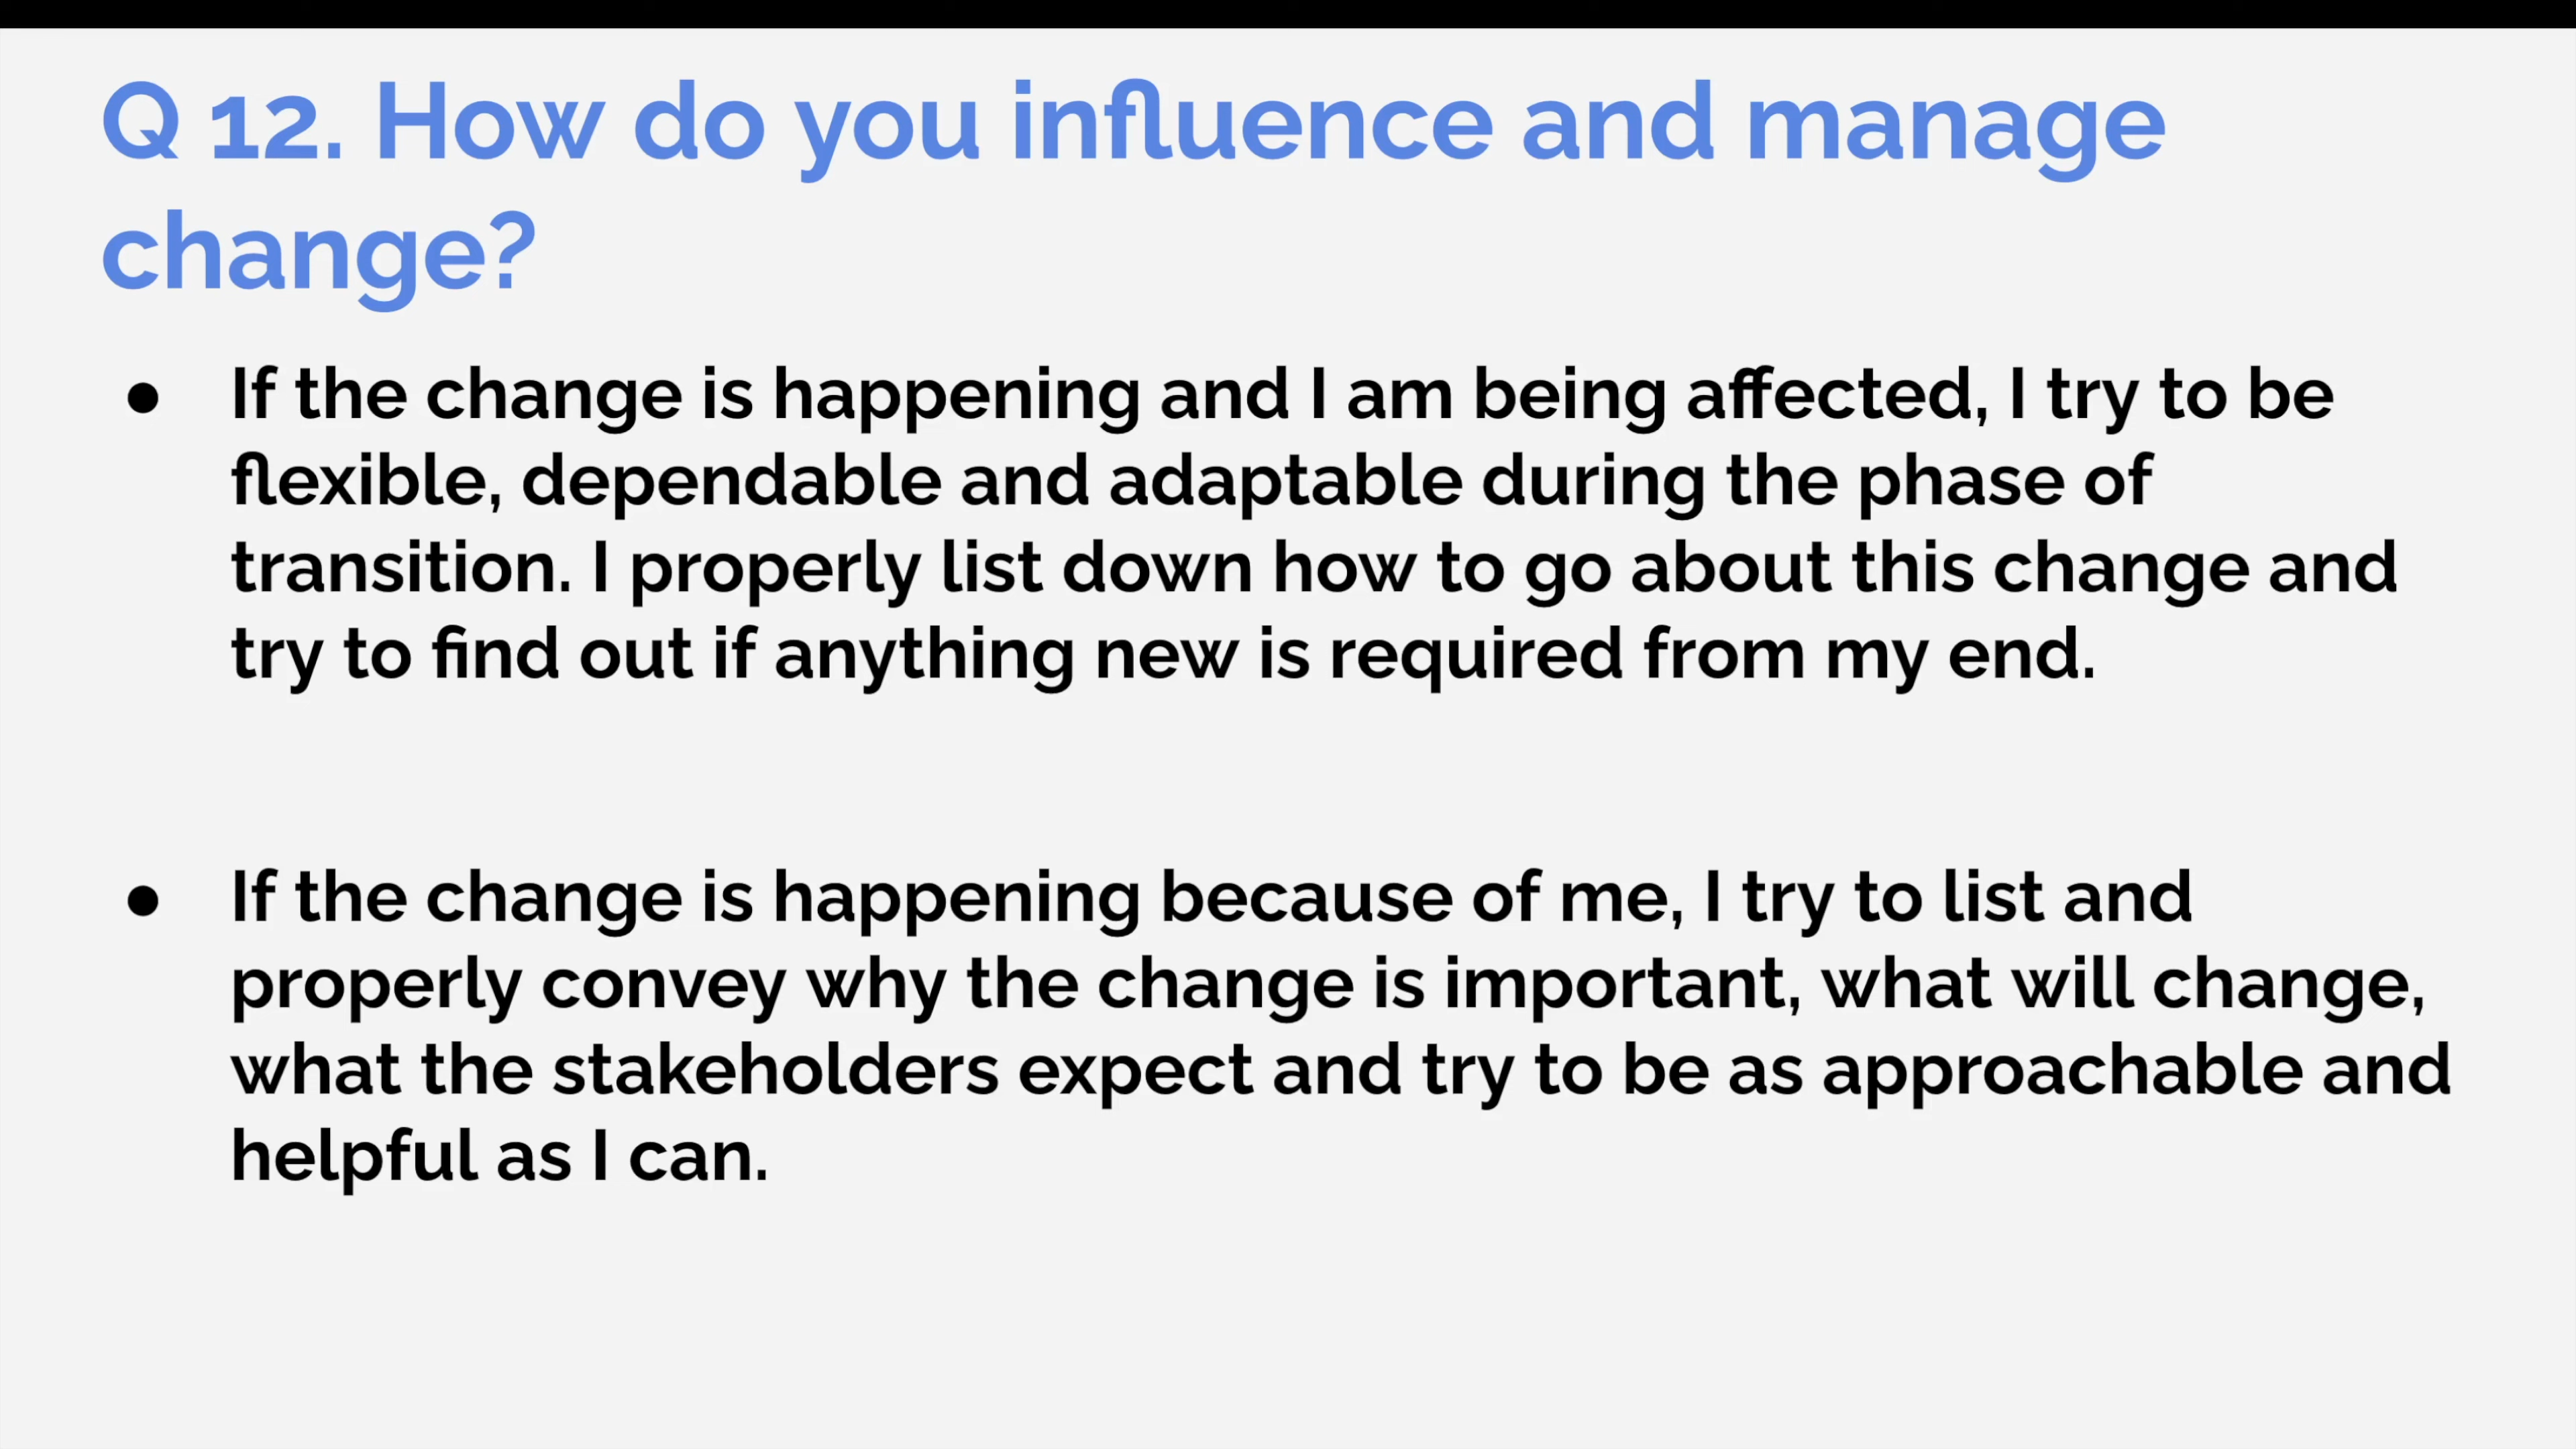 Q 12. How do you influence and manage
change?
● If the change is happening and I am being affected, I try to be
flexible, dependable and adaptable during the phase of
transition. I properly list down how to go about this change and
try to find out if anything new is required from my end.
● If the change is happening because of me, I try to list and
properly convey why the change is important, what will change,
what the stakeholders expect and try to be as approachable and
helpful as I can.